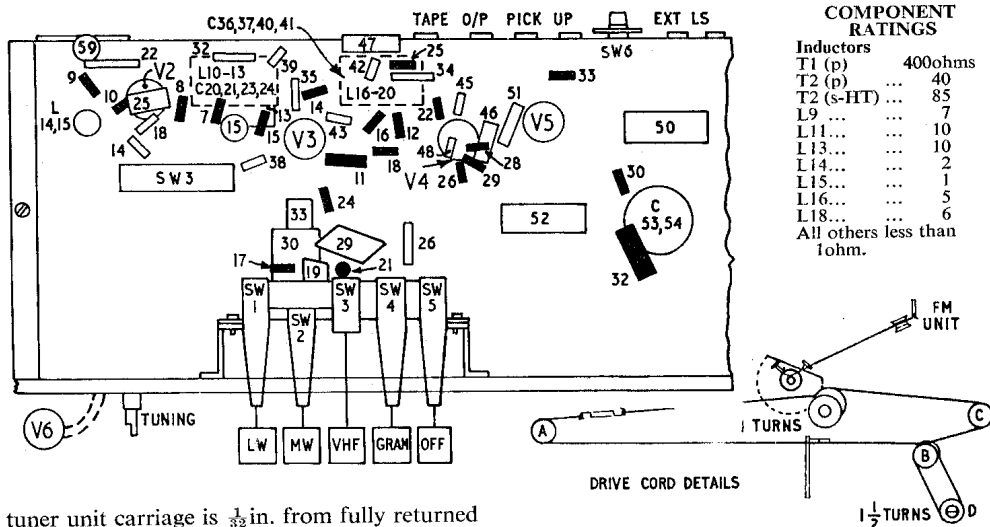 C36,37,40,41
TAPE O/P PICK UP EXT LS
SW6
59
22
V2
9
10
25
L
14,15
18
14
8
32
L10-13
C20,21,23,24
39
7
15
13
15
35
14
V3
43
38
SW3
47
42
25
34
L16-20
16
12
18
11
22
45
46
51
V5
48
28
V4
26
29
33
50
30
C
53,54
32
52
24
33
30
29
26
17
19
21
SW
1
SW
2
SW
3
SW
4
SW
5
V6
TUNING
LW MW VHF GRAM OFF
COMPONENT
RATINGS
Inductors
T1 (p) 400ohms
T2 (p) ... 40
T2 (s-HT) ... 85
L9 ... ... 7
L11... ... 10
L13... ... 10
L14... ... 2
L15... ... 1
L16... ... 5
L18... ... 6
All others less than
1ohm.
FM
UNIT
1 TURNS
A
B
C
D
1 1/2 TURNS
DRIVE CORD DETAILS
tuner unit carriage is 1/32 in. from fully returned